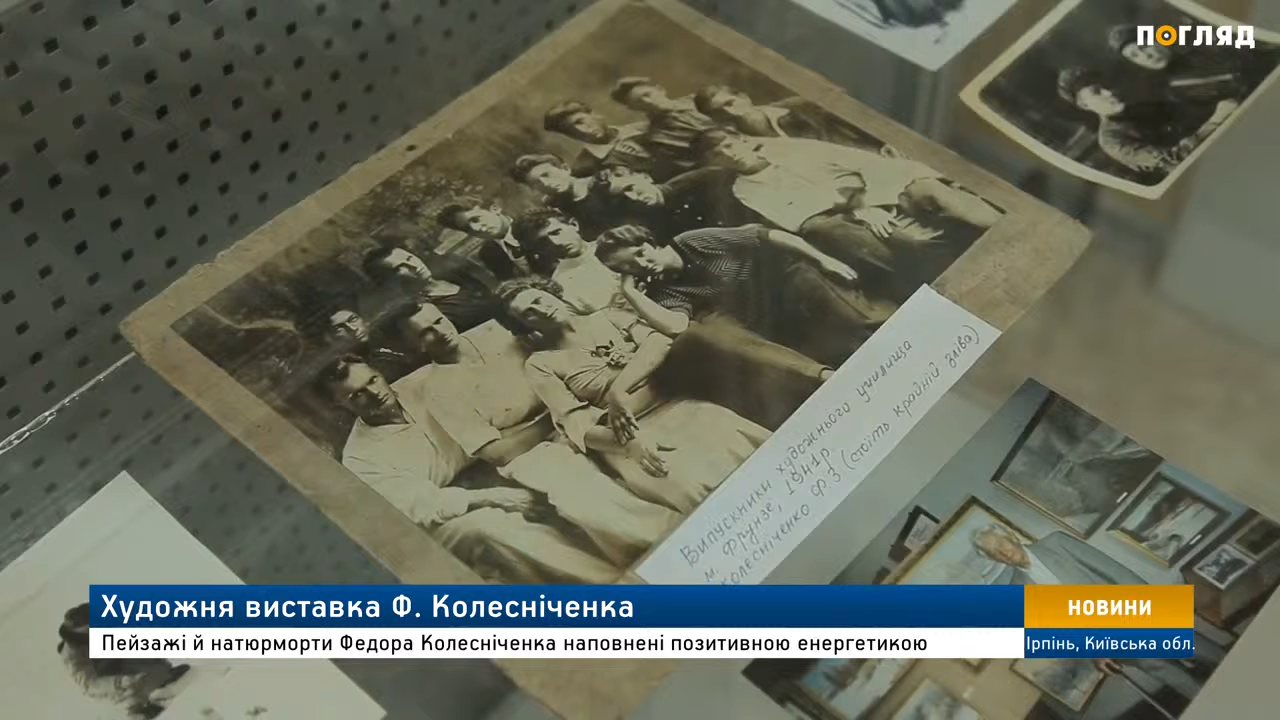 ПОГЛЯД
Випускники художнього училища
м. Фрунзе, 1941р
Колесніченко Ф.З (стоїть крайній зліва)
Художня виставка Ф. Колесніченка
НОВИНИ
Пейзажі й натюрморти Федора Колесніченка наповнені позитивною енергетикою
Ірпінь, Київська обл.